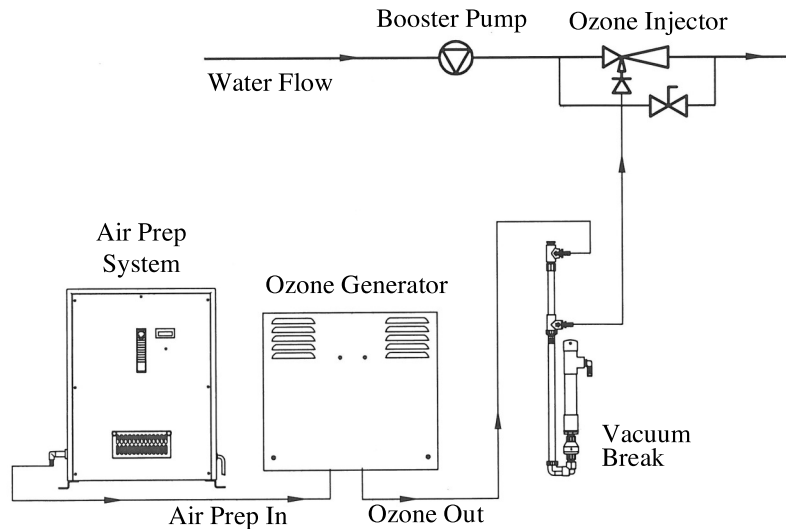 Booster Pump
Ozone Injector
Water Flow
Air Prep
System
Ozone Generator
Vacuum
Break
Air Prep In
Ozone Out